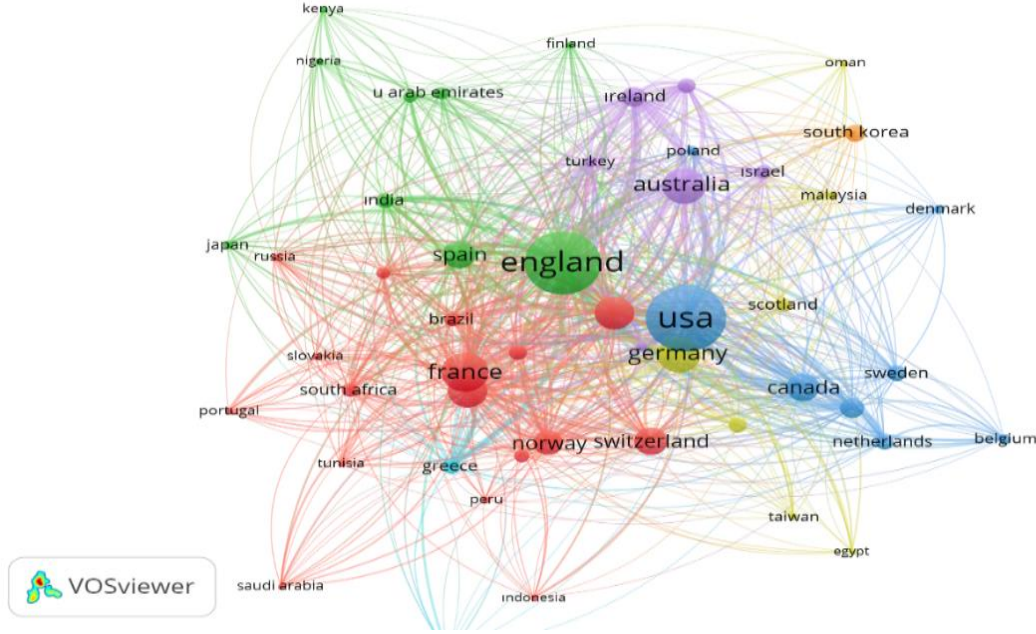 kenya
finland
nigeria
oman
u arab emirates
ireland
south korea
poland
turkey
israel
australia
malaysia
india
denmark
japan
spain
russia
england
scotland
brazil
usa
germany
slovakia
france
sweden
south africa
canada
portugal
norway
switzerland
netherlands
belgium
tunisia
greece
peru
taiwan
egypt
saudi arabia
indonesia
VOSviewer